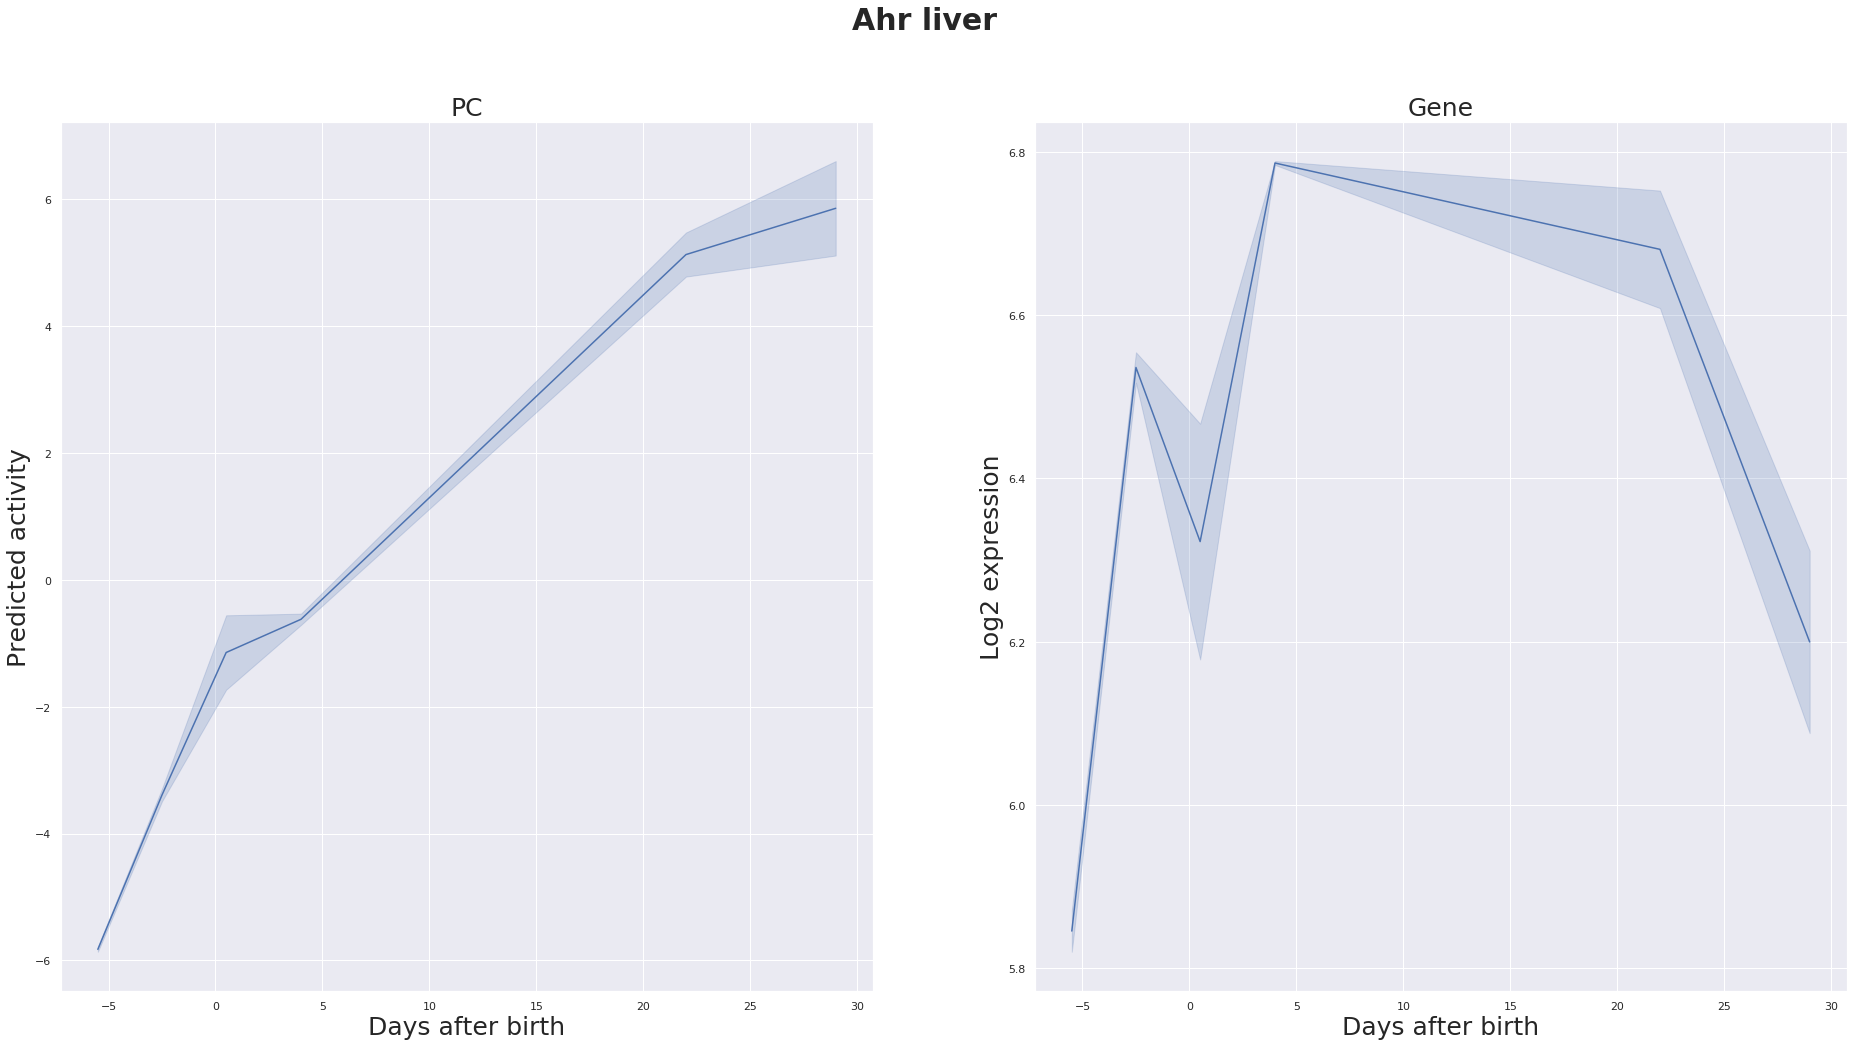 Ahr liver
PC
Predicted activity
6
4
2
0
−2
−4
−6
−5 0 5 10 15 20 25 30
Days after birth
Gene
Log2 expression
6.8
6.6
6.4
6.2
6.0
5.8
−5 0 5 10 15 20 25 30
Days after birth